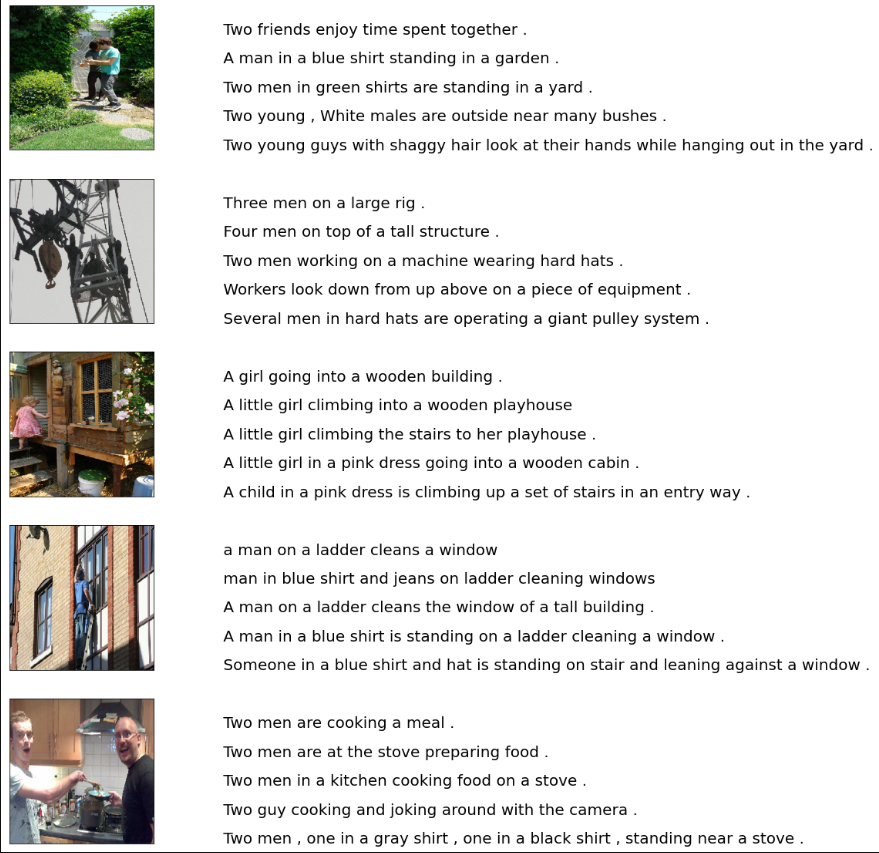 Two friends enjoy time spent together .
A man in a blue shirt standing in a garden .
Two men in green shirts are standing in a yard .
Two young , White males are outside near many bushes .
Two young guys with shaggy hair look at their hands while hanging out in the yard .
Three men on a large rig .
Four men on top of a tall structure .
Two men working on a machine wearing hard hats .
Workers look down from up above on a piece of equipment .
Several men in hard hats are operating a giant pulley system .
A girl going into a wooden building .
A little girl climbing into a wooden playhouse
A little girl climbing the stairs to her playhouse .
A little girl in a pink dress going into a wooden cabin .
A child in a pink dress is climbing up a set of stairs in an entry way .
a man on a ladder cleans a window
man in blue shirt and jeans on ladder cleaning windows
A man on a ladder cleans the window of a tall building .
A man in a blue shirt is standing on a ladder cleaning a window .
Someone in a blue shirt and hat is standing on stair and leaning against a window .
Two men are cooking a meal .
Two men are at the stove preparing food .
Two men in a kitchen cooking food on a stove .
Two guy cooking and joking around with the camera .
Two men , one in a gray shirt , one in a black shirt , standing near a stove .